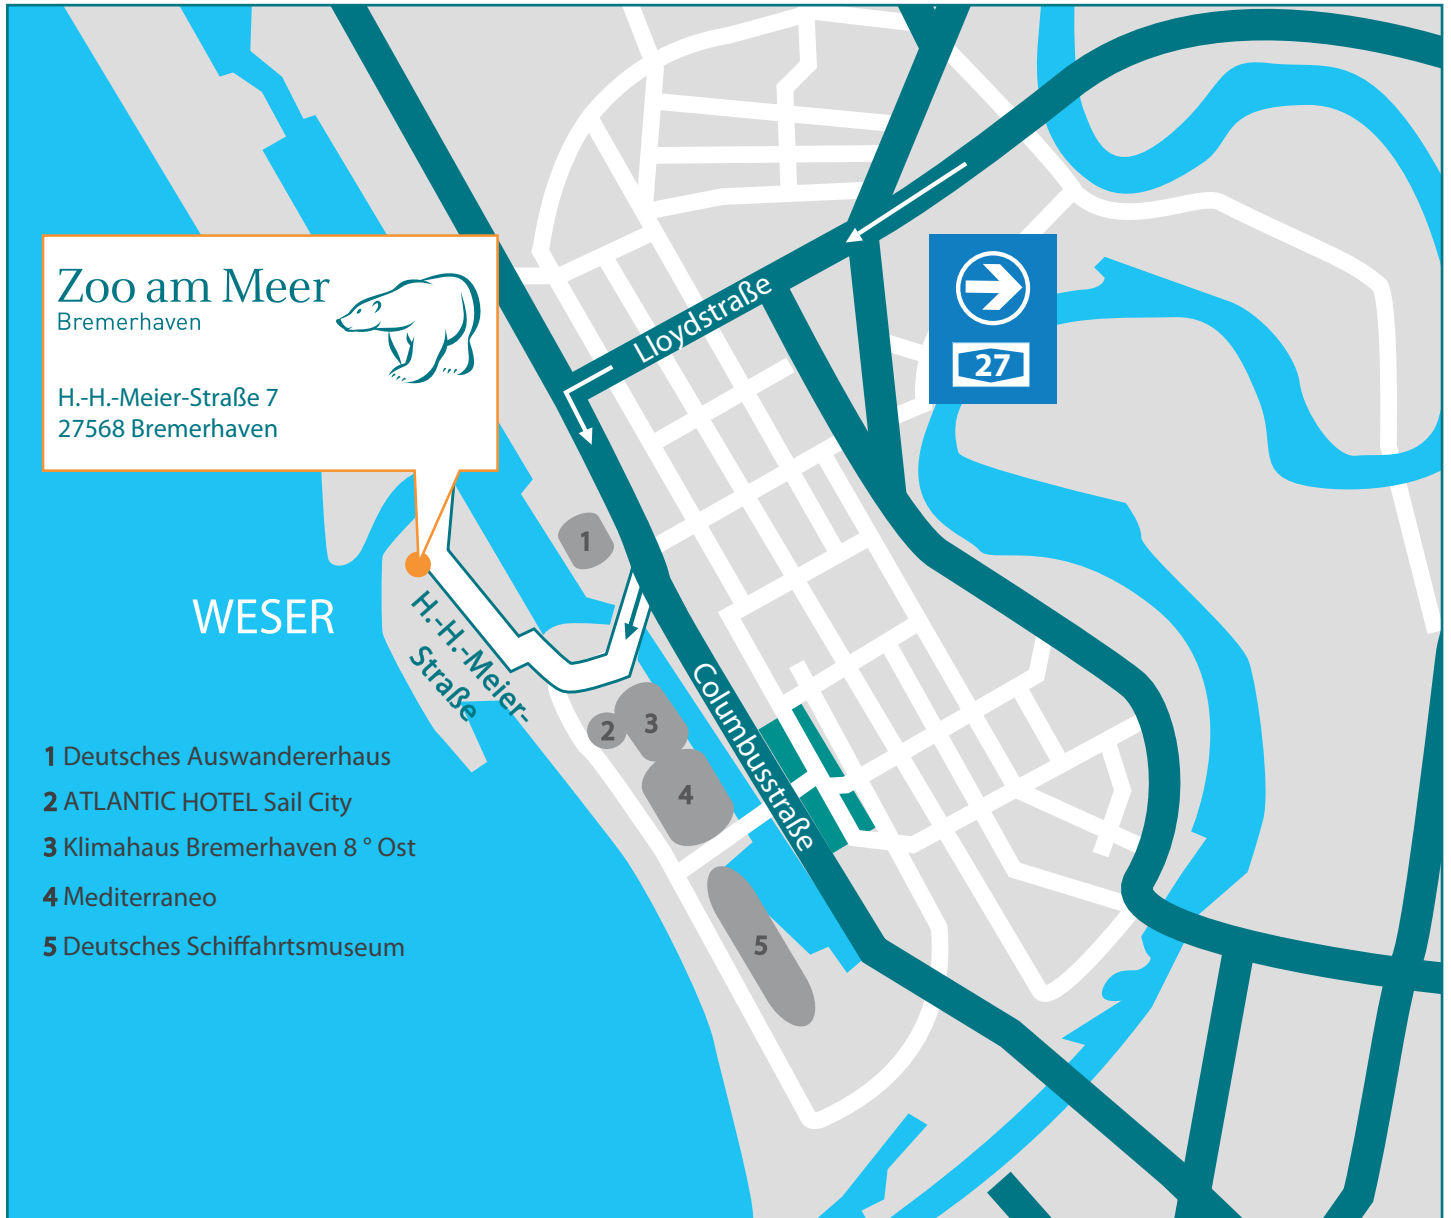 Zoo am Meer
Bremerhaven
H.-H.-Meier-Straße 7
27568 Bremerhaven
Lloydstraße
27
1
WESER
H.-H.-Meier-
Straße
Columbusstraße
2
3
4
5
1 Deutsches Auswandererhaus
2 ATLANTIC HOTEL Sail City
3 Klimahaus Bremerhaven 8 ° Ost
4 Mediterraneo
5 Deutsches Schiffahrtsmuseum